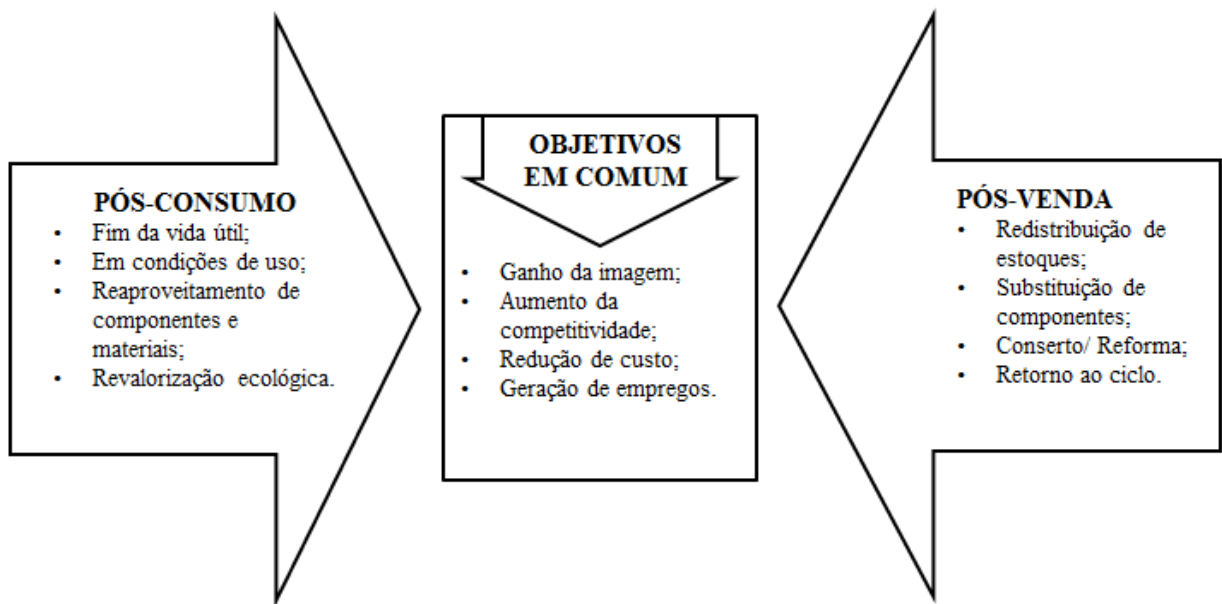 PÓS-CONSUMO
• Fim da vida útil;
• Em condições de uso;
• Reaproveitamento de
componentes e
materiais;
• Revalorização ecológica.
OBJETIVOS
EM COMUM
• Ganho da imagem;
• Aumento da
competitividade;
• Redução de custo;
• Geração de empregos.
PÓS-VENDA
• Redistribuição de
estoques;
• Substituição de
componentes;
• Conserto/ Reforma;
• Retorno ao ciclo.